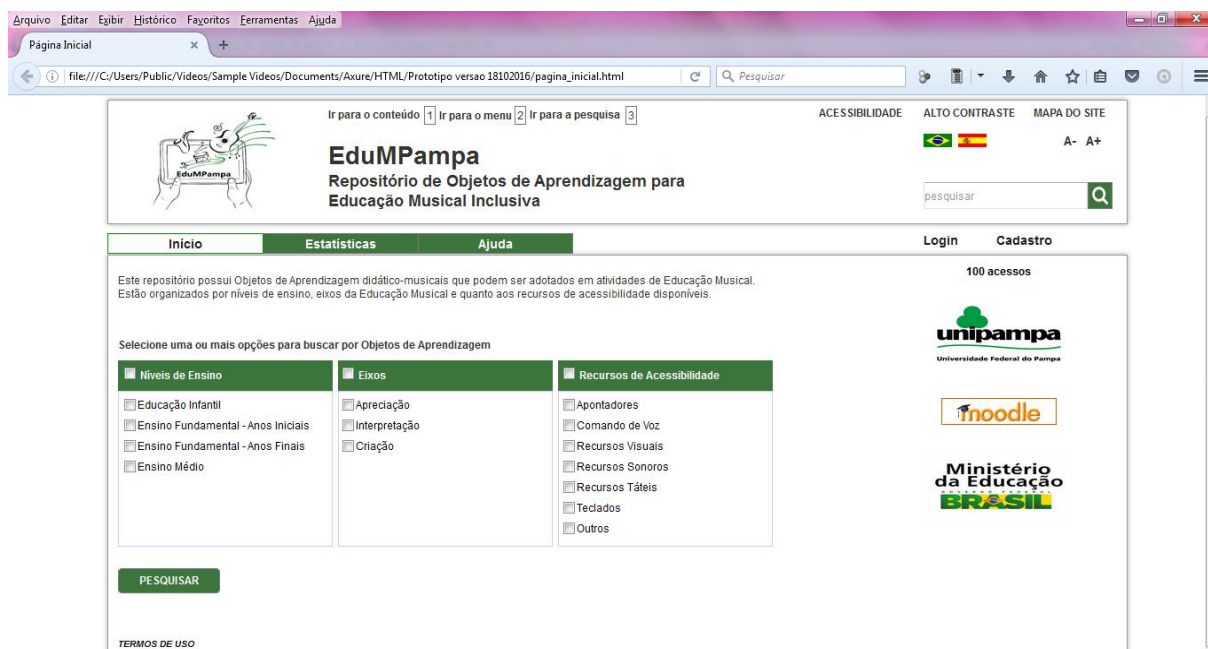 Arquivo Editar Exibir Histórico Favoritos Ferramentas Ajuda
Página Inicial × +
file:///C:/Users/Public/Videos/Sample Videos/Documents/Axure/HTML/Prototipo versao 18102016/pagina_inicial.html Pesquisar
Ir para o conteúdo 1 Ir para o menu 2 Ir para a pesquisa 3 ACESSIBILIDADE ALTO CONTRASTE MAPA DO SITE
A- A+
EduMPampa
EduMPampa
Repositório de Objetos de Aprendizagem para
Educação Musical Inclusiva
pesquisar
Início Estatísticas Ajuda Login Cadastro
100 acessos
Este repositório possui Objetos de Aprendizagem didático-musicais que podem ser adotados em atividades de Educação Musical.
Estão organizados por níveis de ensino, eixos da Educação Musical e quanto aos recursos de acessibilidade disponíveis.
Selecione uma ou mais opções para buscar por Objetos de Aprendizagem
Níveis de Ensino Eixos Recursos de Acessibilidade
Educação Infantil Apreciação Apontadores
Ensino Fundamental - Anos Iniciais Interpretação Comando de Voz
Ensino Fundamental - Anos Finais Criação Recursos Visuais
Ensino Médio Recursos Sonoros
Recursos Táteis
Teclados
Outros
PESQUISAR
TERMOS DE USO
unipampa
Universidade Federal do Pampa
moodle
Ministério
da Educação
GOVERNO FEDERAL
BRASIL